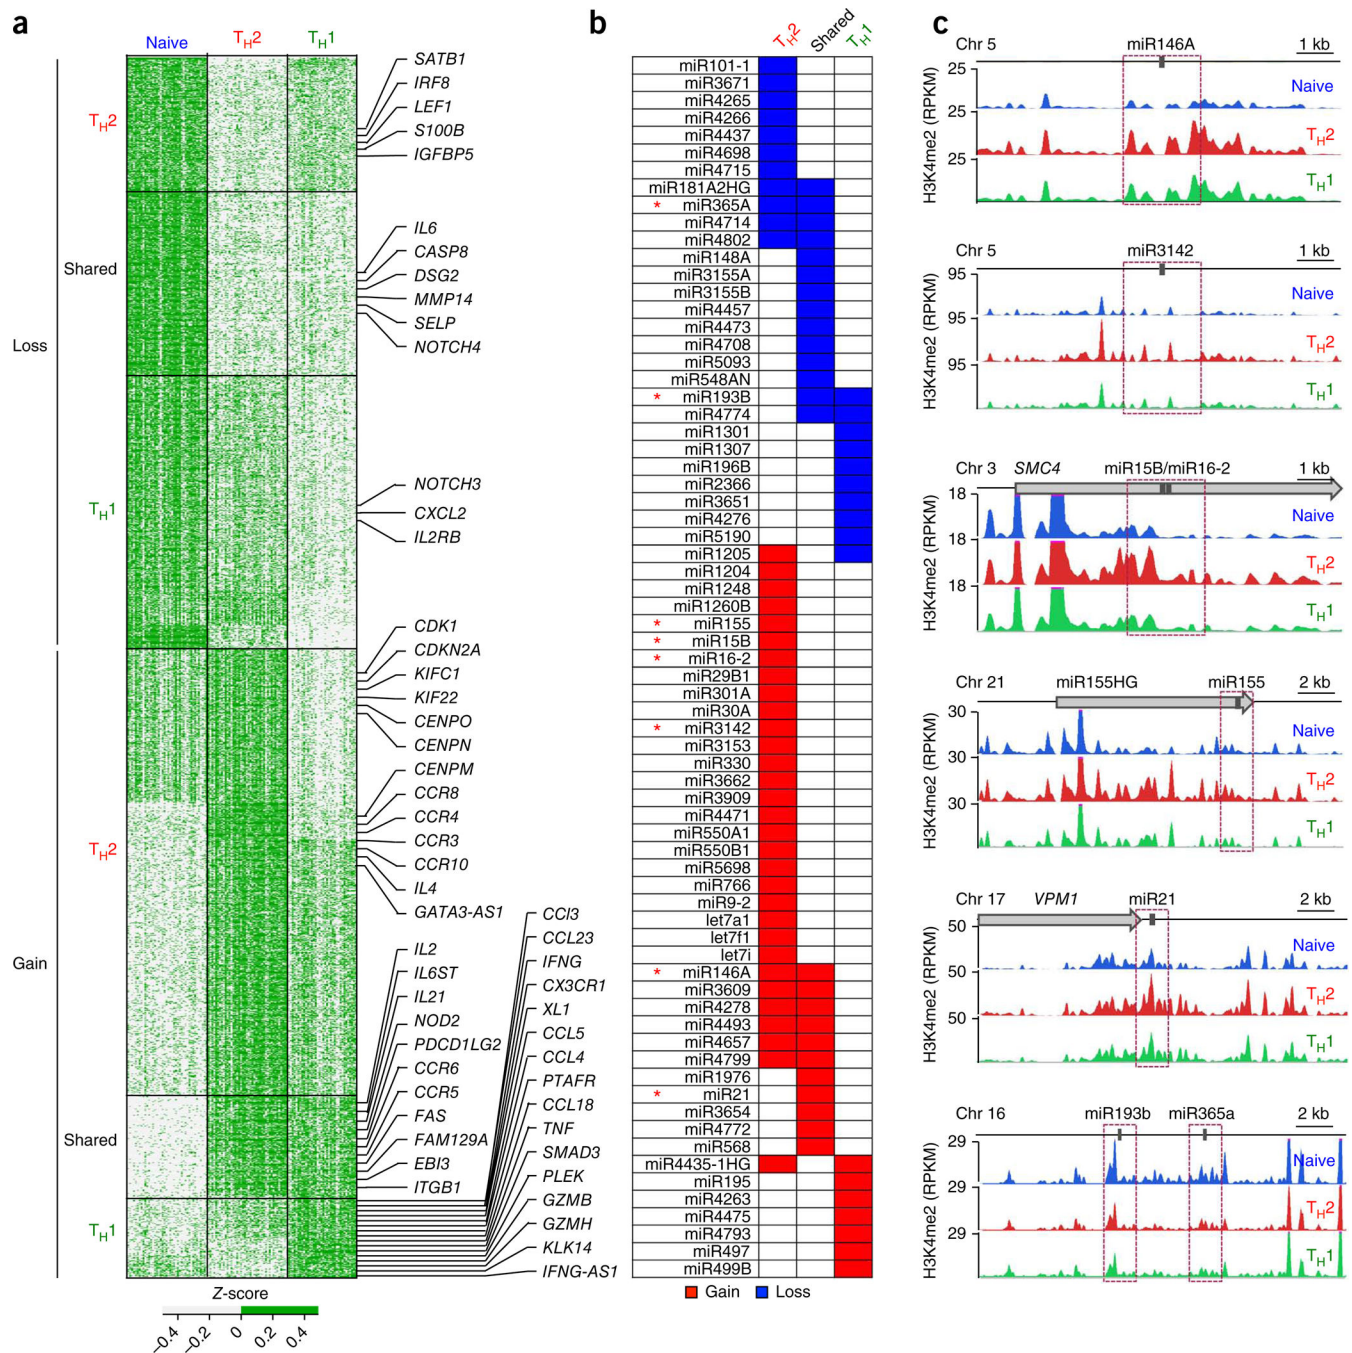 a
Naive
TH2
TH1
TH2
Shared
TH1
Loss
TH2
Shared
TH1
Gain
SATB1
IRF8
LEF1
S100B
IGFBP5
IL6
CASP8
DSG2
MMP14
SELP
NOTCH4
NOTCH3
CXCL2
IL2RB
CDK1
CDKN2A
KIFC1
KIF22
CENPO
CENPN
CENPM
CCR8
CCR4
CCR3
CCR10
IL4
GATA3-AS1
IL2
IL6ST
IL21
NOD2
PDCD1LG2
CCR6
CCR5
FAS
FAM129A
EBI3
ITGB1
CCl3
CCL23
IFNG
CX3CR1
XL1
CCL5
CCL4
PTAFR
CCL18
TNF
SMAD3
PLEK
GZMB
GZMH
KLK14
IFNG-AS1
Z-score
–0.4
–0.2
0
0.2
0.4
b
TH2
Shared
TH1
miR101-1
miR3671
miR4265
miR4266
miR4437
miR4698
miR4715
miR181A2HG
* miR365A
miR4714
miR4802
miR148A
miR3155A
miR3155B
miR4457
miR4473
miR4708
miR5093
miR548AN
* miR193B
miR4774
miR1301
miR1307
miR196B
miR2366
miR3651
miR4276
miR5190
miR1205
miR1204
miR1248
miR1260B
* miR155
* miR15B
* miR16-2
miR29B1
miR301A
miR30A
* miR3142
miR3153
miR330
miR3662
miR3909
miR4471
miR550A1
miR550B1
miR5698
miR766
miR9-2
let7a1
let7f1
let7i
* miR146A
miR3609
miR4278
miR4493
miR4657
miR4799
miR1976
* miR21
miR3654
miR4772
miR568
miR4435-1HG
miR195
miR4263
miR4475
miR4793
miR497
miR499B
Gain Loss
c
Chr 5 miR146A 1 kb
25
Naive
25
TH2
25
TH1
H3K4me2 (RPKM)
Chr 5 miR3142 1 kb
95
Naive
95
TH2
95
TH1
H3K4me2 (RPKM)
Chr 3 SMC4 miR15B/miR16-2 1 kb
18
Naive
18
TH2
18
TH1
H3K4me2 (RPKM)
Chr 21 miR155HG miR155 2 kb
30
Naive
30
TH2
30
TH1
H3K4me2 (RPKM)
Chr 17 VPM1 miR21 2 kb
50
Naive
50
TH2
50
TH1
H3K4me2 (RPKM)
Chr 16 miR193b miR365a 2 kb
29
Naive
29
TH2
29
TH1
H3K4me2 (RPKM)